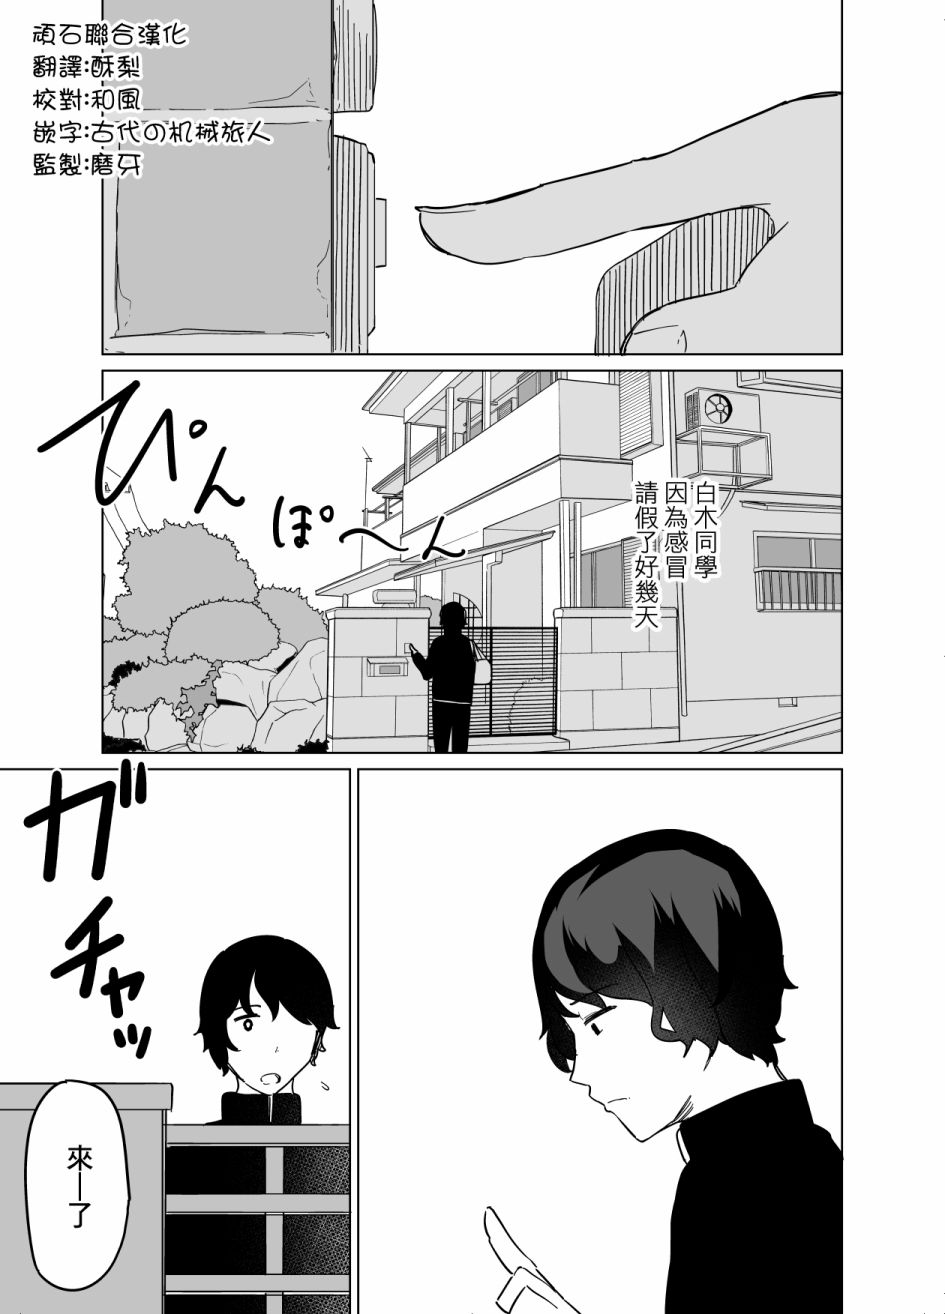 頑石聯合漢化
翻譯:酥梨
校對:和風
嵌字:古代の机械旅人
監製:磨牙
ぴん
ぽ〜ん
白木同學
因為感冒
請假了好幾天
ガチャッ
來—了